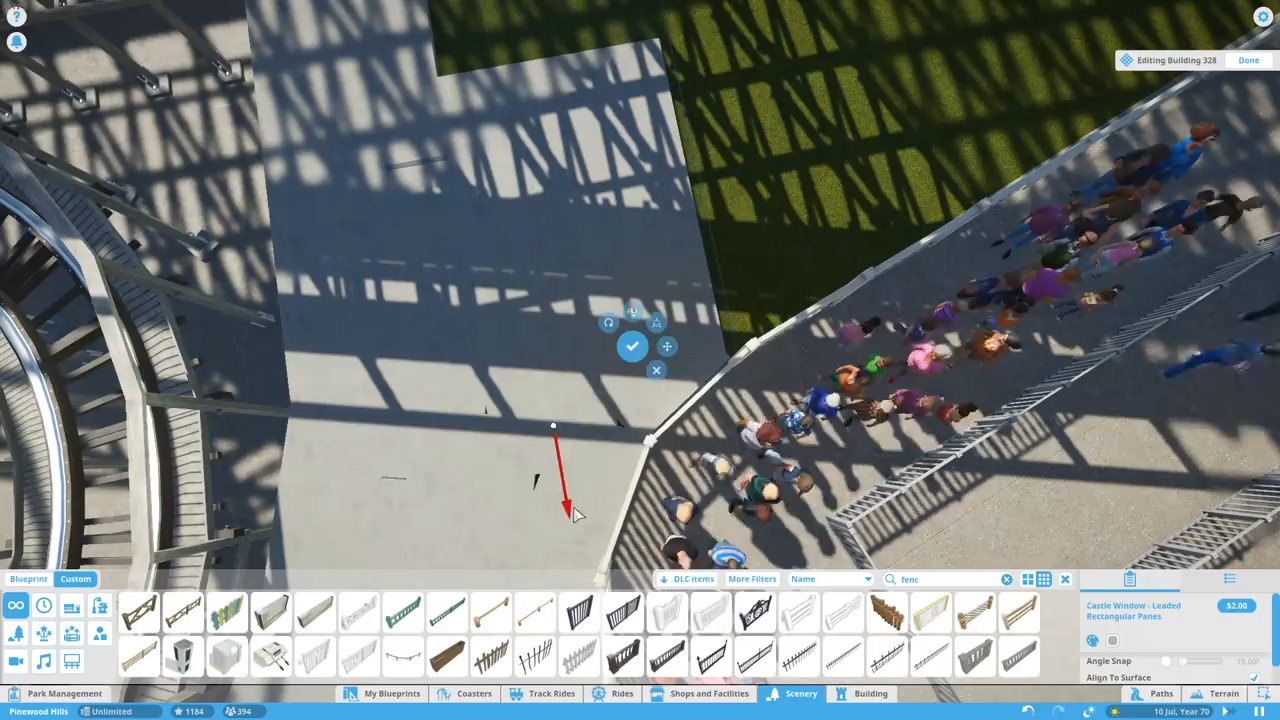 Editing Building 328
Done
Blueprint
Custom
DLC items
More Filters
Name
fenc
Castle Window - Leaded Rectangular Panes
$2.00
Angle Snap
15.00°
Align To Surface
Park Management
My Blueprints
Coasters
Track Rides
Rides
Shops and Facilities
Scenery
Building
Paths
Terrain
Pinewood Hills
Unlimited
1184
394
10 Jul, Year 70